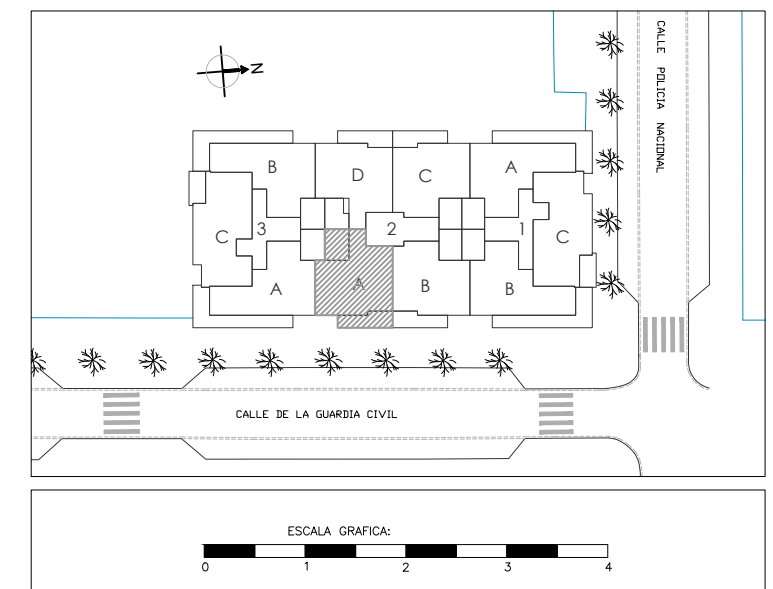 N
CALLE POLICIA NACIONAL
B
D
C
A
C
3
2
1
C
A
A
B
B
CALLE DE LA GUARDIA CIVIL
ESCALA GRAFICA:
0 1 2 3 4